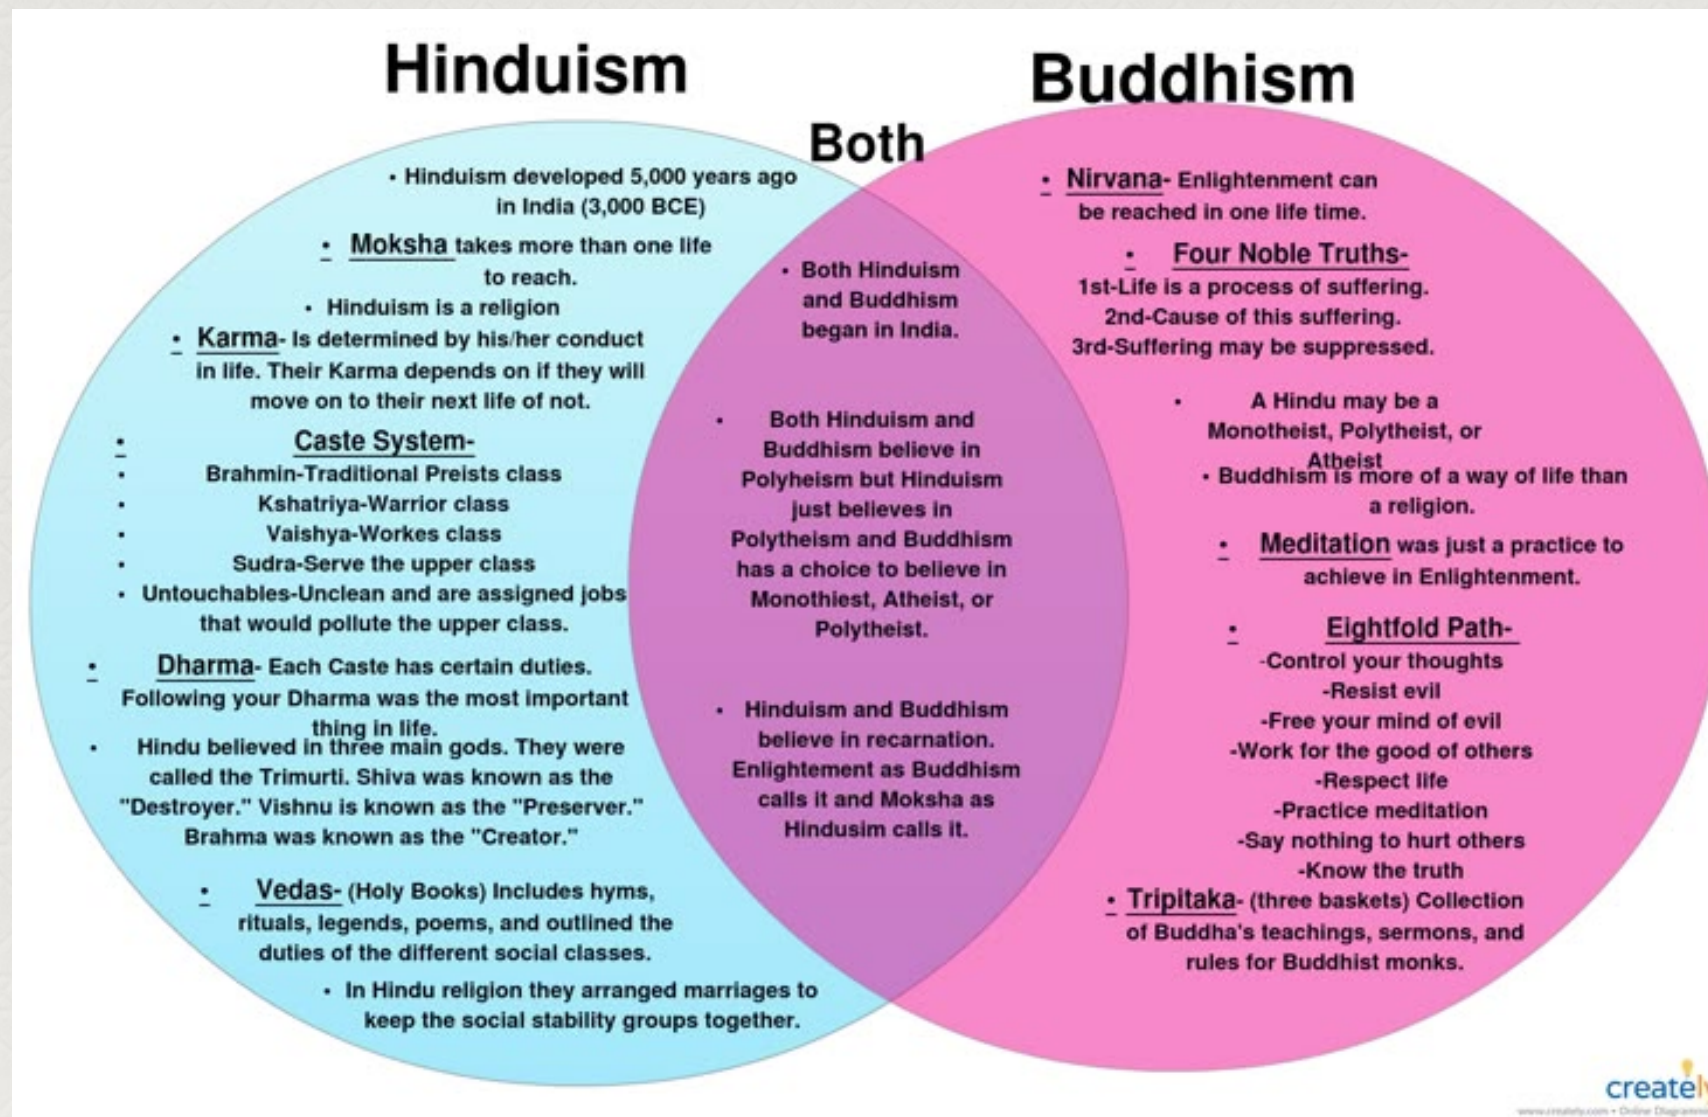 Hinduism
Buddhism
Both
• Hinduism developed 5,000 years ago
in India (3,000 BCE)
• Moksha takes more than one life
to reach.
• Hinduism is a religion
• Karma- Is determined by his/her conduct
in life. Their Karma depends on if they will
move on to their next life of not.
• Caste System-
• Brahmin-Traditional Preists class
• Kshatriya-Warrior class
• Vaishya-Workes class
• Sudra-Serve the upper class
• Untouchables-Unclean and are assigned jobs
that would pollute the upper class.
• Dharma- Each Caste has certain duties.
Following your Dharma was the most important
thing in life.
• Hindu believed in three main gods. They were
called the Trimurti. Shiva was known as the
"Destroyer." Vishnu is known as the "Preserver."
Brahma was known as the "Creator."
• Vedas- (Holy Books) Includes hyms,
rituals, legends, poems, and outlined the
duties of the different social classes.
• In Hindu religion they arranged marriages to
keep the social stability groups together.
• Both Hinduism
and Buddhism
began in India.
• Both Hinduism and
Buddhism believe in
Polyheism but Hinduism
just believes in
Polytheism and Buddhism
has a choice to believe in
Monothiest, Atheist, or
Polytheist.
• Hinduism and Buddhism
believe in recarnation.
Enlightement as Buddhism
calls it and Moksha as
Hindusim calls it.
• Nirvana- Enlightenment can
be reached in one life time.
• Four Noble Truths-
1st-Life is a process of suffering.
2nd-Cause of this suffering.
3rd-Suffering may be suppressed.
• A Hindu may be a
Monotheist, Polytheist, or
Atheist
• Buddhism is more of a way of life than
a religion.
• Meditation was just a practice to
achieve in Enlightenment.
• Eightfold Path-
-Control your thoughts
-Resist evil
-Free your mind of evil
-Work for the good of others
-Respect life
-Practice meditation
-Say nothing to hurt others
-Know the truth
• Tripitaka- (three baskets) Collection
of Buddha's teachings, sermons, and
rules for Buddhist monks.
creately
www.creately.com • Online